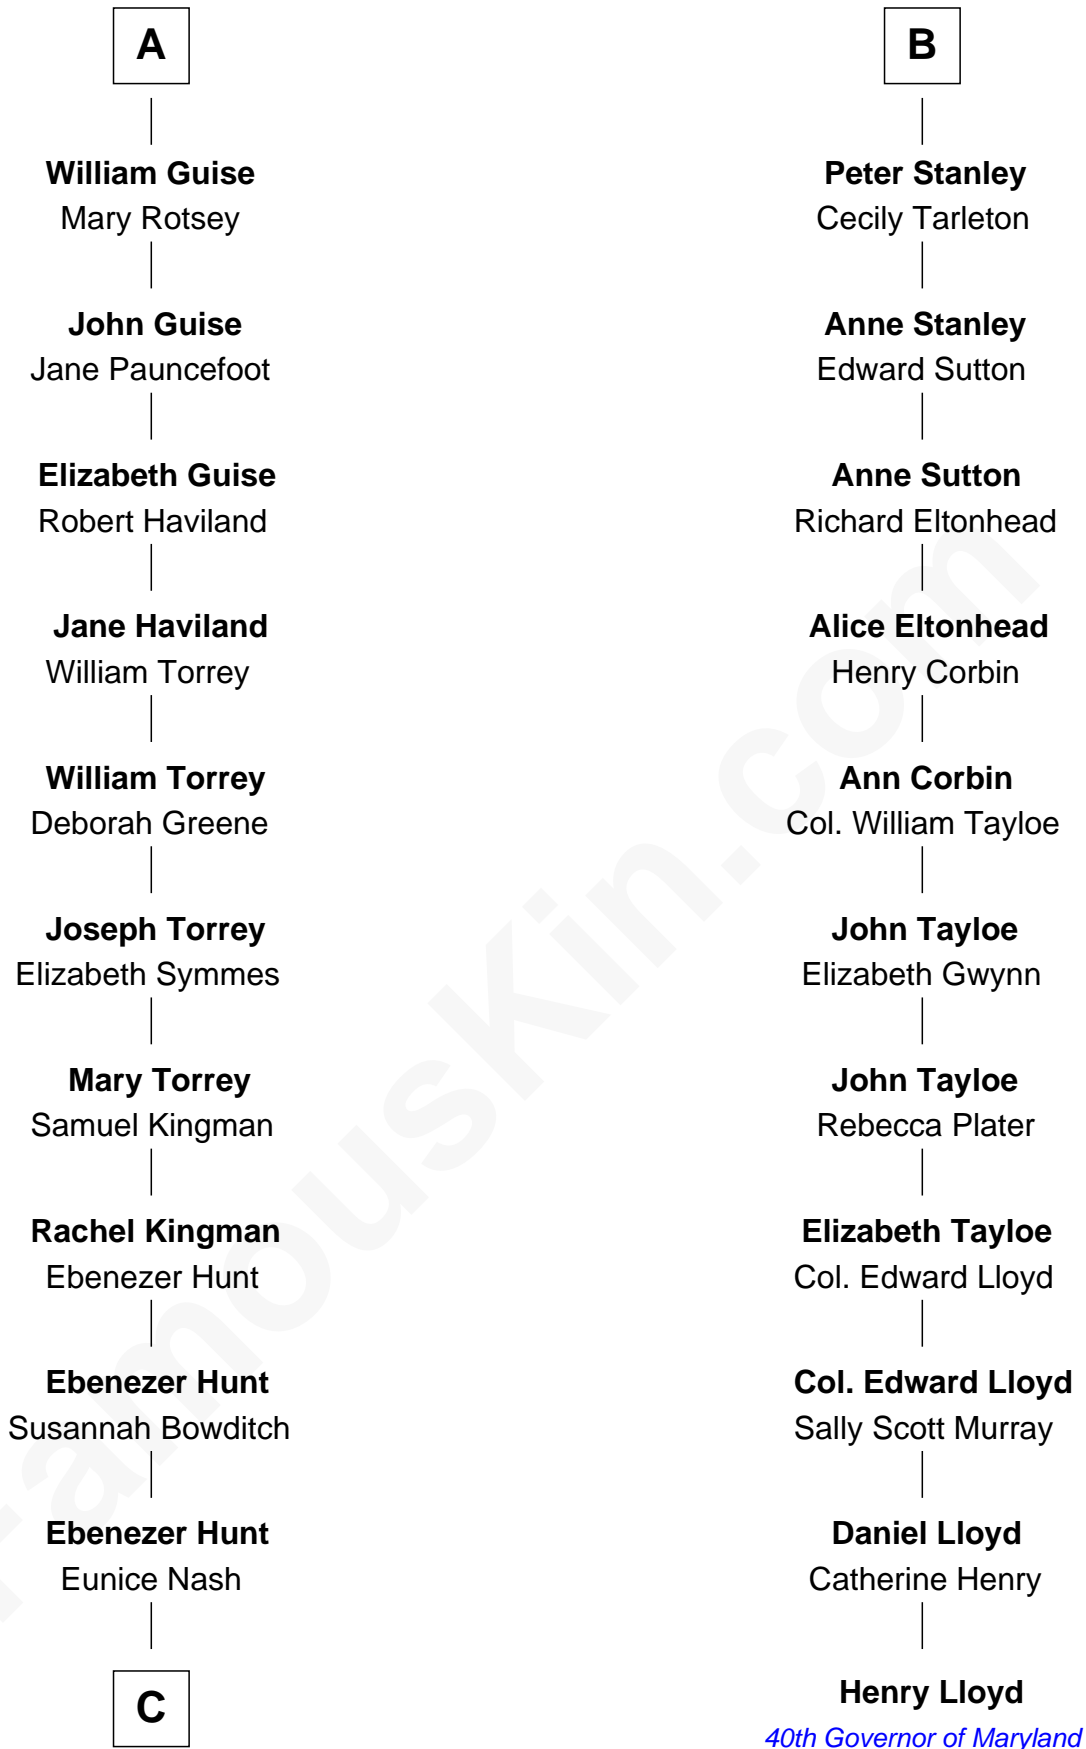 A
William Guise
Mary Rotsey
John Guise
Jane Pauncefoot
Elizabeth Guise
Robert Haviland
Jane Haviland
William Torrey
William Torrey
Deborah Greene
Joseph Torrey
Elizabeth Symmes
Mary Torrey
Samuel Kingman
Rachel Kingman
Ebenezer Hunt
Ebenezer Hunt
Susannah Bowditch
Ebenezer Hunt
Eunice Nash
C
B
Peter Stanley
Cecily Tarleton
Anne Stanley
Edward Sutton
Anne Sutton
Richard Eltonhead
Alice Eltonhead
Henry Corbin
Ann Corbin
Col. William Tayloe
John Tayloe
Elizabeth Gwynn
John Tayloe
Rebecca Plater
Elizabeth Tayloe
Col. Edward Lloyd
Col. Edward Lloyd
Sally Scott Murray
Daniel Lloyd
Catherine Henry
Henry Lloyd
40th Governor of Maryland
FamousKin.com